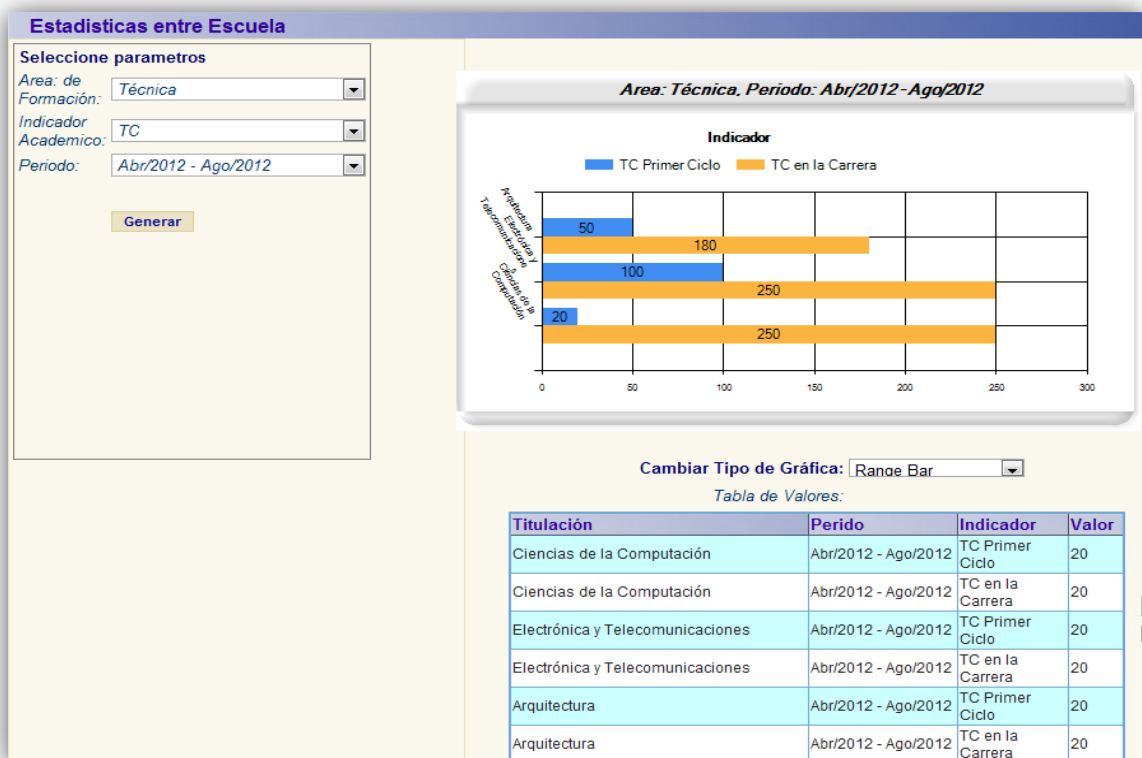 Estadisticas entre Escuela
Seleccione parametros
Area: de
Formación:
Técnica
Indicador
Academico:
TC
Periodo:
Abr/2012 - Ago/2012
Generar
Area: Técnica, Periodo: Abr/2012-Ago/2012
Indicador
TC Primer Ciclo
TC en la Carrera
Arquitectura
Electrónica y
Telecomunicacione
s
Ciencias de la
Computación
50
180
100
250
20
250
0 50 100 150 200 250 300
Cambiar Tipo de Gráfica: Range Bar
Tabla de Valores:
Titulación Perido Indicador Valor
Ciencias de la Computación Abr/2012 - Ago/2012 TC Primer
Ciclo
20
Ciencias de la Computación Abr/2012 - Ago/2012 TC en la
Carrera
20
Electrónica y Telecomunicaciones Abr/2012 - Ago/2012 TC Primer
Ciclo
20
Electrónica y Telecomunicaciones Abr/2012 - Ago/2012 TC en la
Carrera
20
Arquitectura Abr/2012 - Ago/2012 TC Primer
Ciclo
20
Arquitectura Abr/2012 - Ago/2012 TC en la
Carrera
20